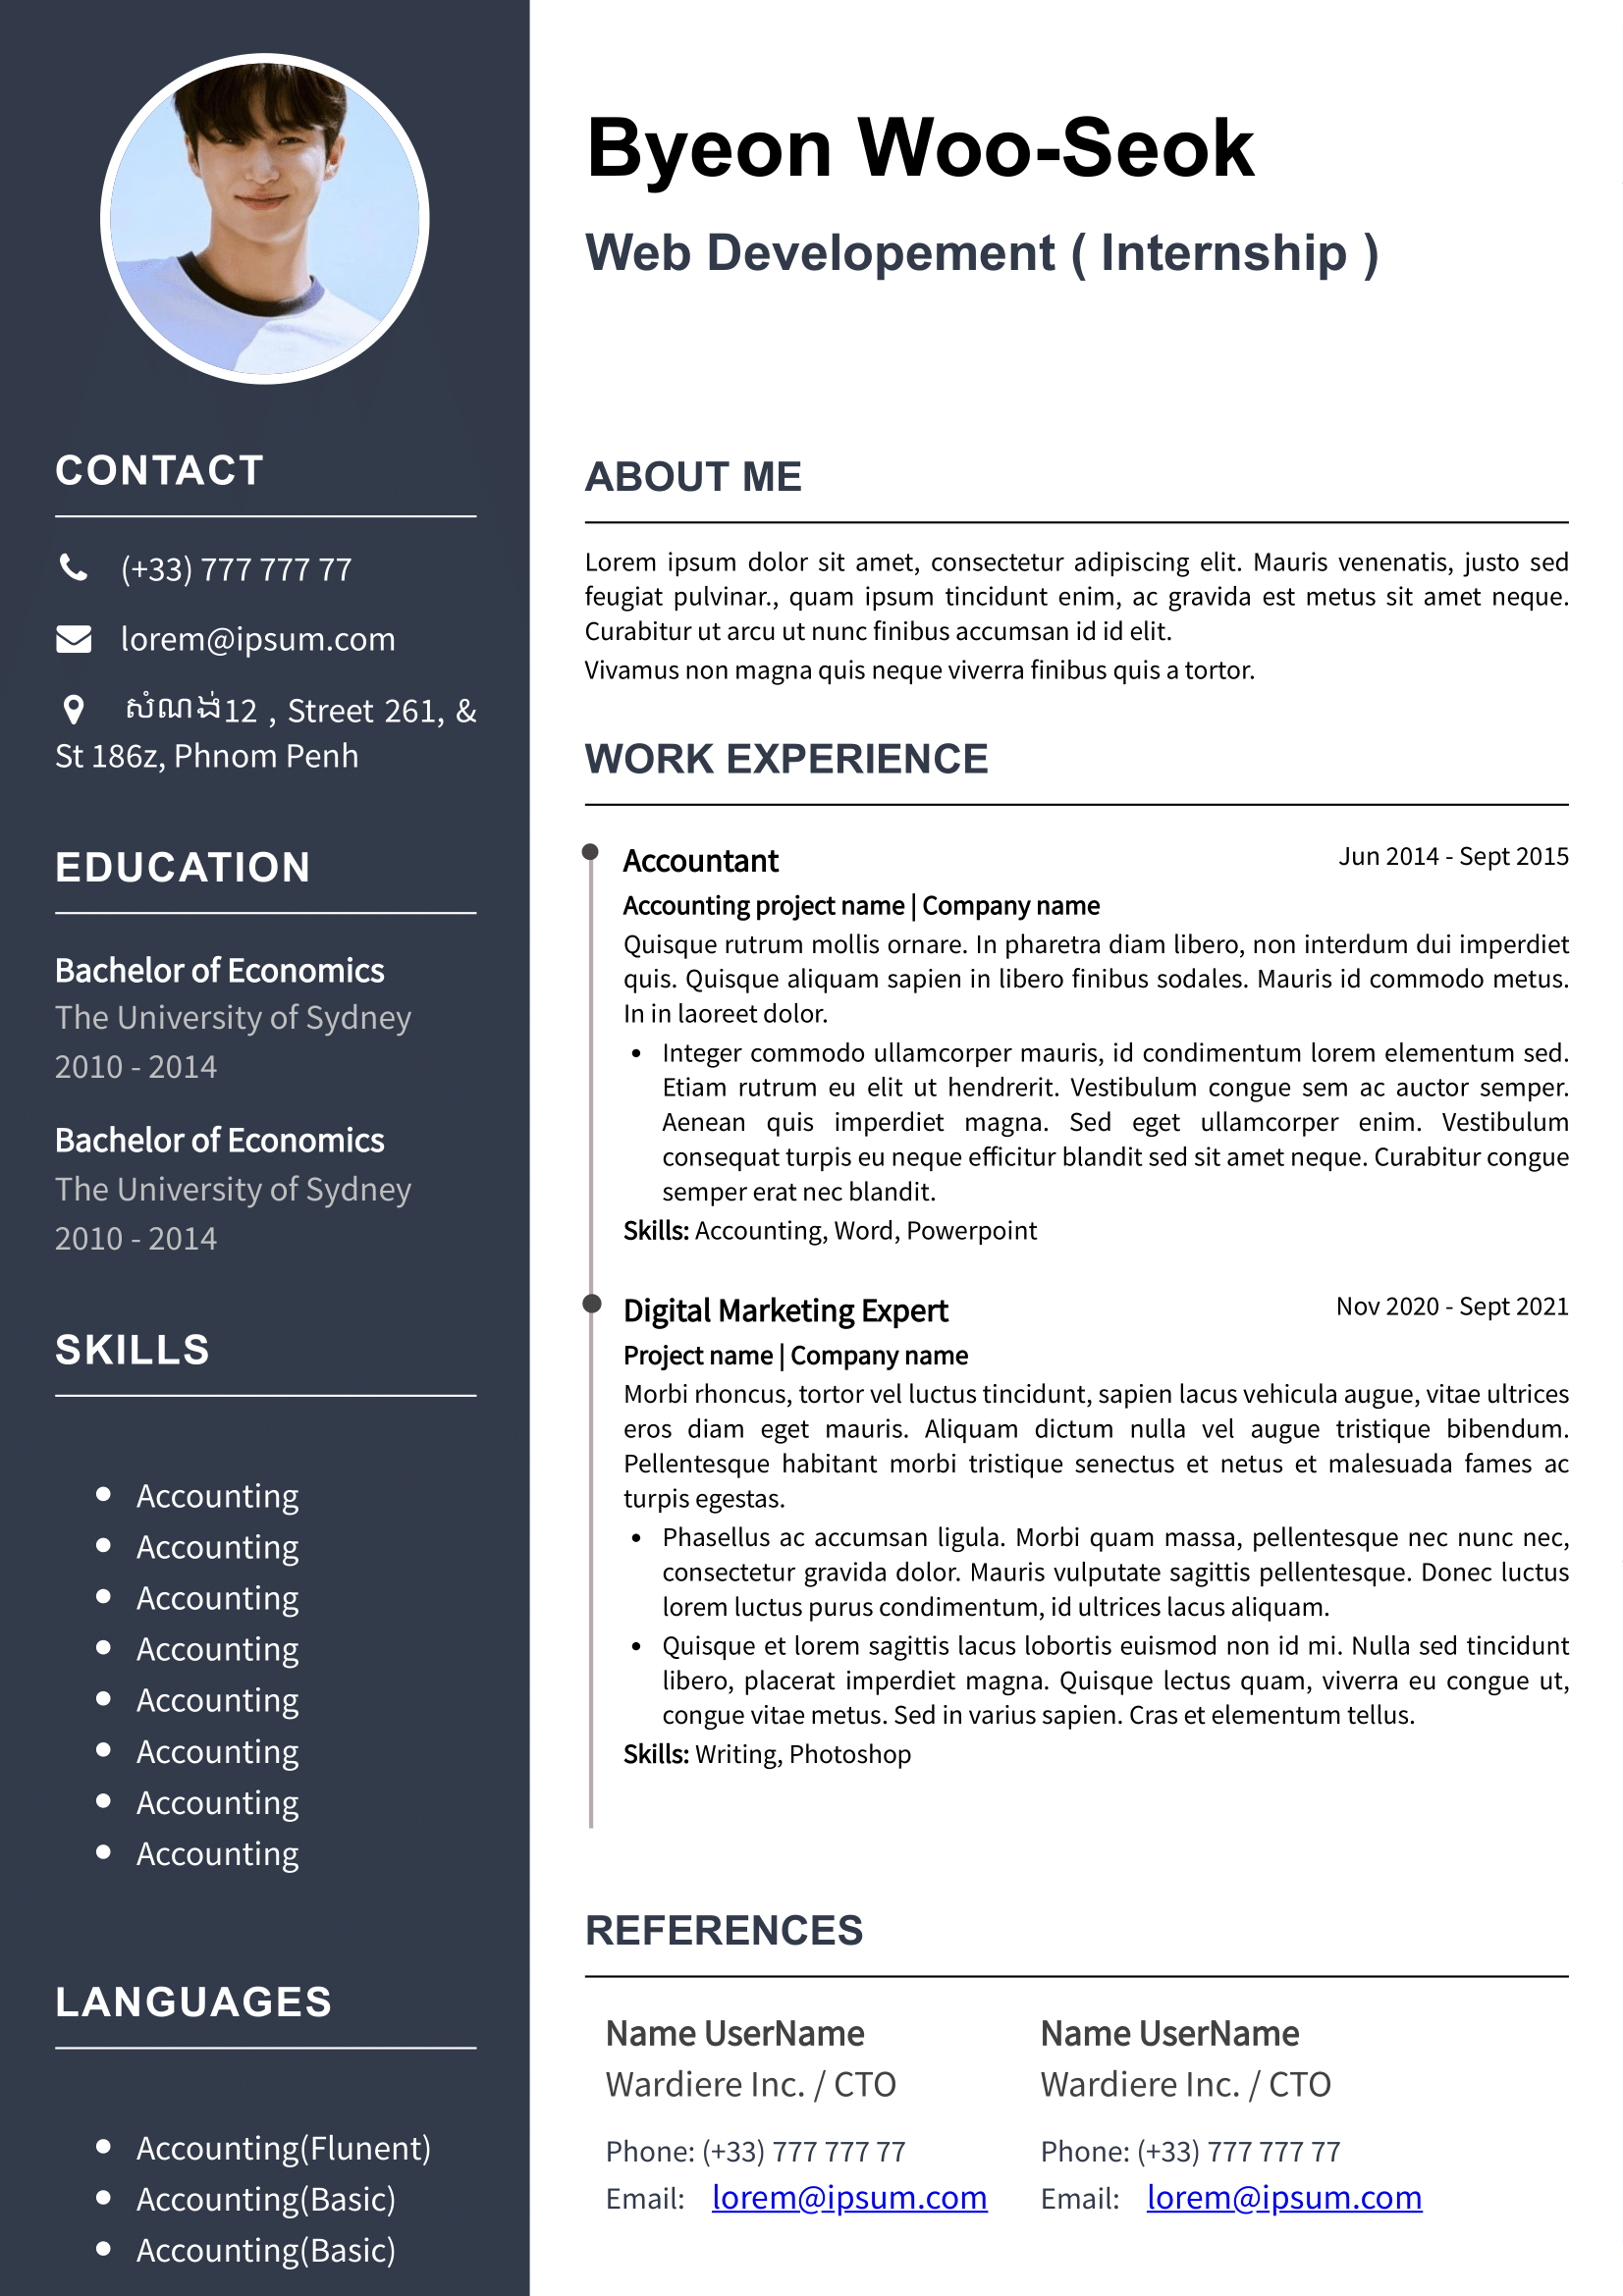 Byeon Woo-Seok
Web Developement ( Internship )
CONTACT
(+33) 777 777 77
lorem@ipsum.com
សំណង់12 , Street 261, &
St 186z, Phnom Penh
EDUCATION
Bachelor of Economics
The University of Sydney
2010 - 2014
Bachelor of Economics
The University of Sydney
2010 - 2014
SKILLS
• Accounting
• Accounting
• Accounting
• Accounting
• Accounting
• Accounting
• Accounting
• Accounting
LANGUAGES
• Accounting(Flunent)
• Accounting(Basic)
• Accounting(Basic)
ABOUT ME
Lorem ipsum dolor sit amet, consectetur adipiscing elit. Mauris venenatis, justo sed
feugiat pulvinar., quam ipsum tincidunt enim, ac gravida est metus sit amet neque.
Curabitur ut arcu ut nunc finibus accumsan id id elit.
Vivamus non magna quis neque viverra finibus quis a tortor.
WORK EXPERIENCE
Accountant
Jun 2014 - Sept 2015
Accounting project name | Company name
Quisque rutrum mollis ornare. In pharetra diam libero, non interdum dui imperdiet
quis. Quisque aliquam sapien in libero finibus sodales. Mauris id commodo metus.
In in laoreet dolor.
• Integer commodo ullamcorper mauris, id condimentum lorem elementum sed.
Etiam rutrum eu elit ut hendrerit. Vestibulum congue sem ac auctor semper.
Aenean quis imperdiet magna. Sed eget ullamcorper enim. Vestibulum
consequat turpis eu neque efficitur blandit sed sit amet neque. Curabitur congue
semper erat nec blandit.
Skills: Accounting, Word, Powerpoint
Digital Marketing Expert
Nov 2020 - Sept 2021
Project name | Company name
Morbi rhoncus, tortor vel luctus tincidunt, sapien lacus vehicula augue, vitae ultrices
eros diam eget mauris. Aliquam dictum nulla vel augue tristique bibendum.
Pellentesque habitant morbi tristique senectus et netus et malesuada fames ac
turpis egestas.
• Phasellus ac accumsan ligula. Morbi quam massa, pellentesque nec nunc nec,
consectetur gravida dolor. Mauris vulputate sagittis pellentesque. Donec luctus
lorem luctus purus condimentum, id ultrices lacus aliquam.
• Quisque et lorem sagittis lacus lobortis euismod non id mi. Nulla sed tincidunt
libero, placerat imperdiet magna. Quisque lectus quam, viverra eu congue ut,
congue vitae metus. Sed in varius sapien. Cras et elementum tellus.
Skills: Writing, Photoshop
REFERENCES
Name UserName
Wardiere Inc. / CTO
Phone: (+33) 777 777 77
Email: lorem@ipsum.com
Name UserName
Wardiere Inc. / CTO
Phone: (+33) 777 777 77
Email: lorem@ipsum.com